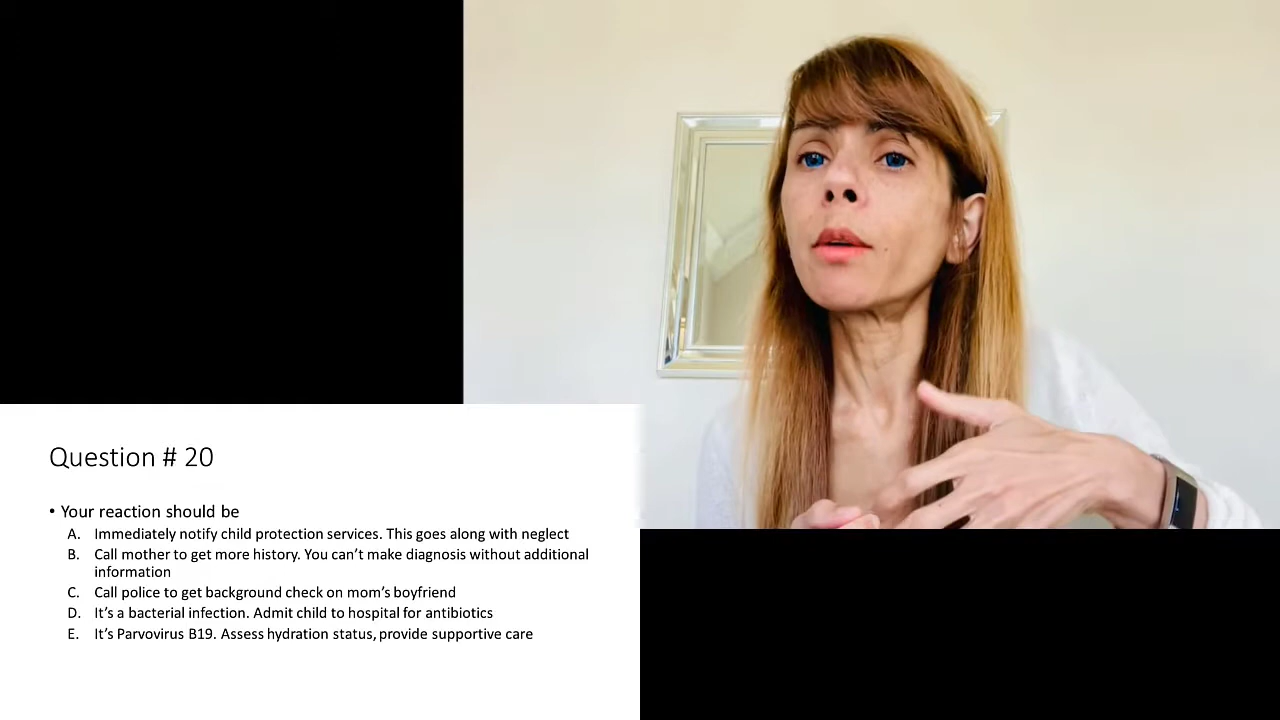 Question # 20
• Your reaction should be
A. Immediately notify child protection services. This goes along with neglect
B. Call mother to get more history. You can't make diagnosis without additional
information
C. Call police to get background check on mom's boyfriend
D. It's a bacterial infection. Admit child to hospital for antibiotics
E. It's Parvovirus B19. Assess hydration status, provide supportive care